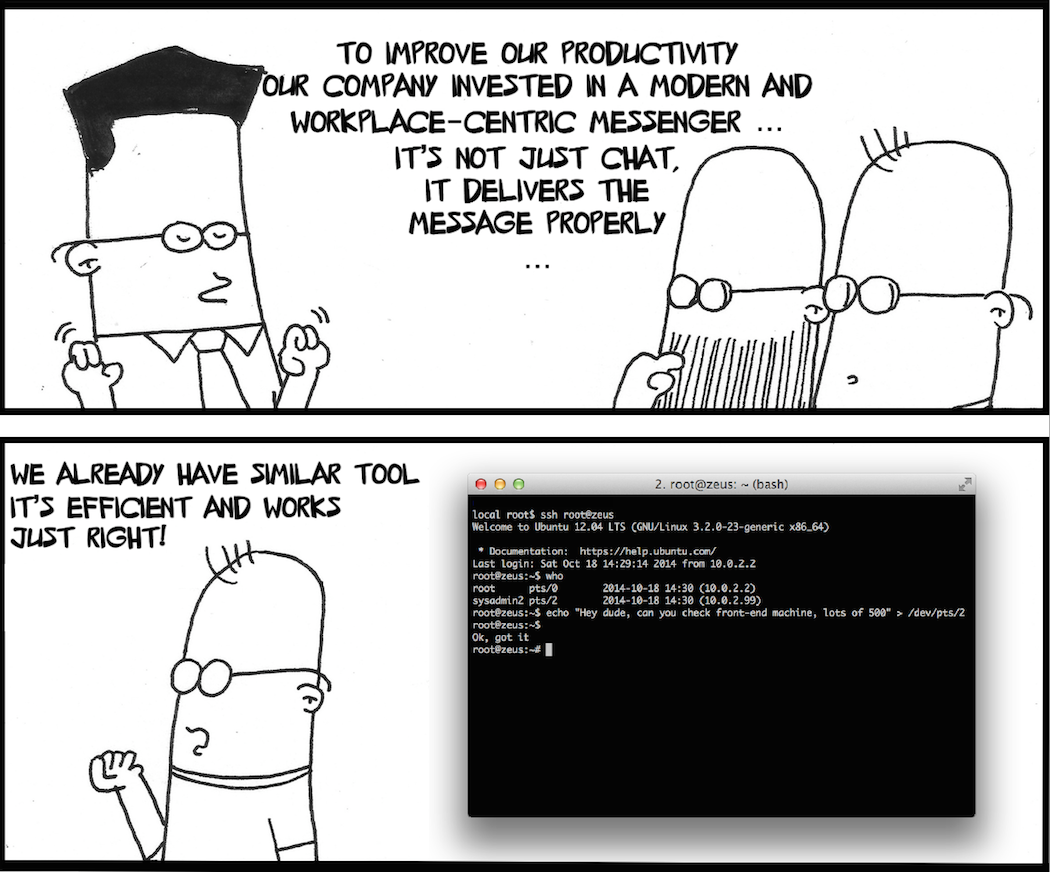 TO IMPROVE OUR PRODUCTIVITY
OUR COMPANY INVESTED IN A MODERN AND
WORKPLACE-CENTRIC MESSENGER ...
IT'S NOT JUST CHAT,
IT DELIVERS THE
MESSAGE PROPERLY
...
WE ALREADY HAVE SIMILAR TOOL
IT'S EFFICIENT AND WORKS
JUST RIGHT!
2. root@zeus: ~ (bash)
local root$ ssh root@zeus
Welcome to Ubuntu 12.04 LTS (GNU/Linux 3.2.0-23-generic x86_64)
* Documentation:  https://help.ubuntu.com/
Last login: Sat Oct 18 14:29:14 2014 from 10.0.2.2
root@zeus:~$ who
root     pts/0        2014-10-18 14:30 (10.0.2.2)
sysadmin2 pts/2        2014-10-18 14:30 (10.0.2.99)
root@zeus:~$ echo "Hey dude, can you check front-end machine, lots of 500" > /dev/pts/2
root@zeus:~$
Ok, got it
root@zeus:~#